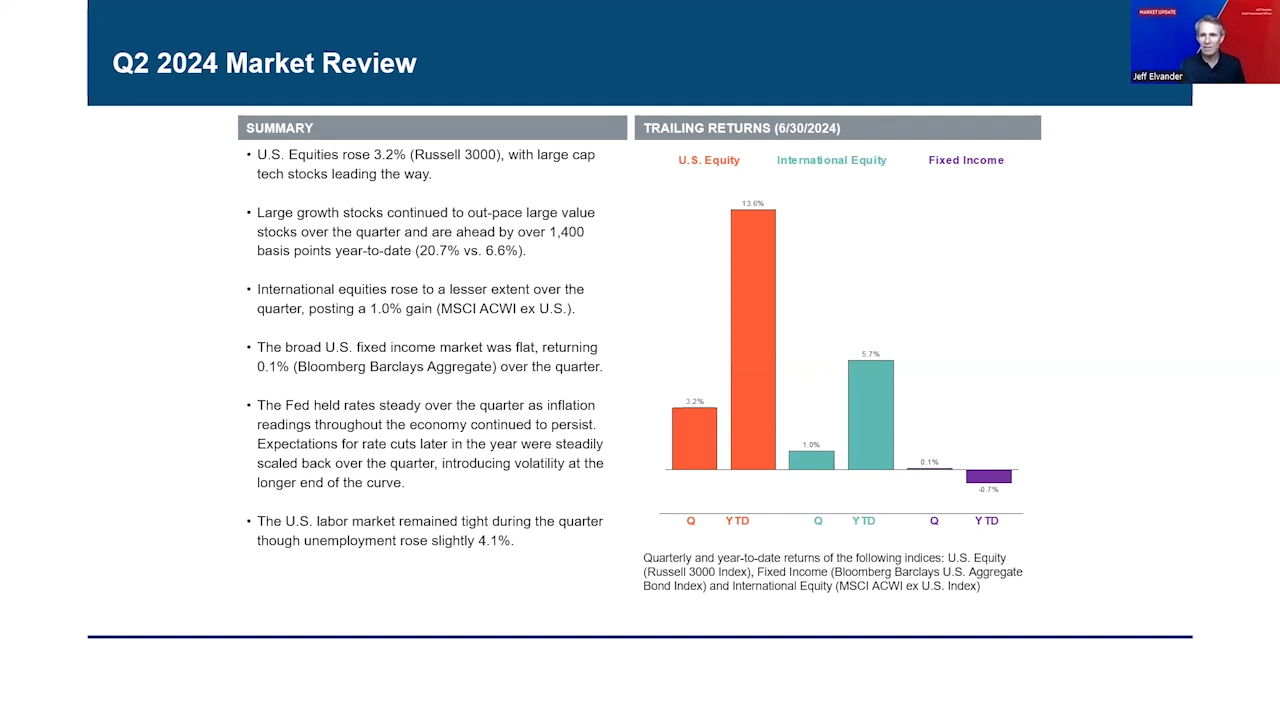 MARKET UPDATE
Jeff Elvander
Q2 2024 Market Review
Jeff Elvander
SUMMARY
• U.S. Equities rose 3.2% (Russell 3000), with large cap
tech stocks leading the way.
• Large growth stocks continued to out-pace large value
stocks over the quarter and are ahead by over 1,400
basis points year-to-date (20.7% vs. 6.6%).
• International equities rose to a lesser extent over the
quarter, posting a 1.0% gain (MSCI ACWI ex U.S.).
• The broad U.S. fixed income market was flat, returning
0.1% (Bloomberg Barclays Aggregate) over the quarter.
• The Fed held rates steady over the quarter as inflation
readings throughout the economy continued to persist.
Expectations for rate cuts later in the year were steadily
scaled back over the quarter, introducing volatility at the
longer end of the curve.
• The U.S. labor market remained tight during the quarter
though unemployment rose slightly 4.1%.
TRAILING RETURNS (6/30/2024)
U.S. Equity International Equity Fixed Income
13.6%
5.7%
3.2%
1.0%
0.1%
-0.7%
Q YTD Q YTD Q YTD
Quarterly and year-to-date returns of the following indices: U.S. Equity
(Russell 3000 Index), Fixed Income (Bloomberg Barclays U.S. Aggregate
Bond Index) and International Equity (MSCI ACWI ex U.S. Index)